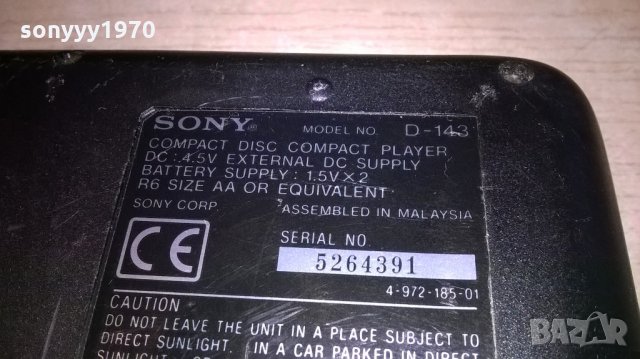 sonyyy1970
SONY® MODEL NO. D-143
COMPACT DISC COMPACT PLAYER
DC : 4.5V EXTERNAL DC SUPPLY
BATTERY SUPPLY : 1.5V×2
R6 SIZE AA OR EQUIVALENT
SONY CORP. ASSEMBLED IN MALAYSIA
SERIAL NO.
5264391
CE
4-972-185-01
CAUTION
DO NOT LEAVE THE UNIT IN A PLACE SUBJECT TO
DIRECT SUNLIGHT. IN A CAR PARKED IN DIRECT
SUNLIGHT
BAZAR